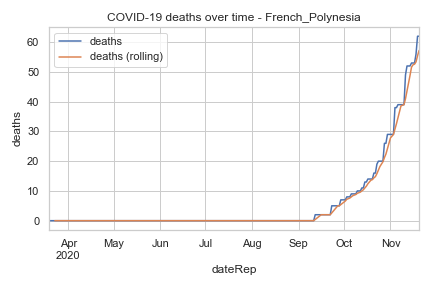 COVID-19 deaths over time - French_Polynesia
deaths
deaths (rolling)
60
50
40
30
20
10
0
deaths
Apr
2020
May
Jun
Jul
Aug
Sep
Oct
Nov
dateRep